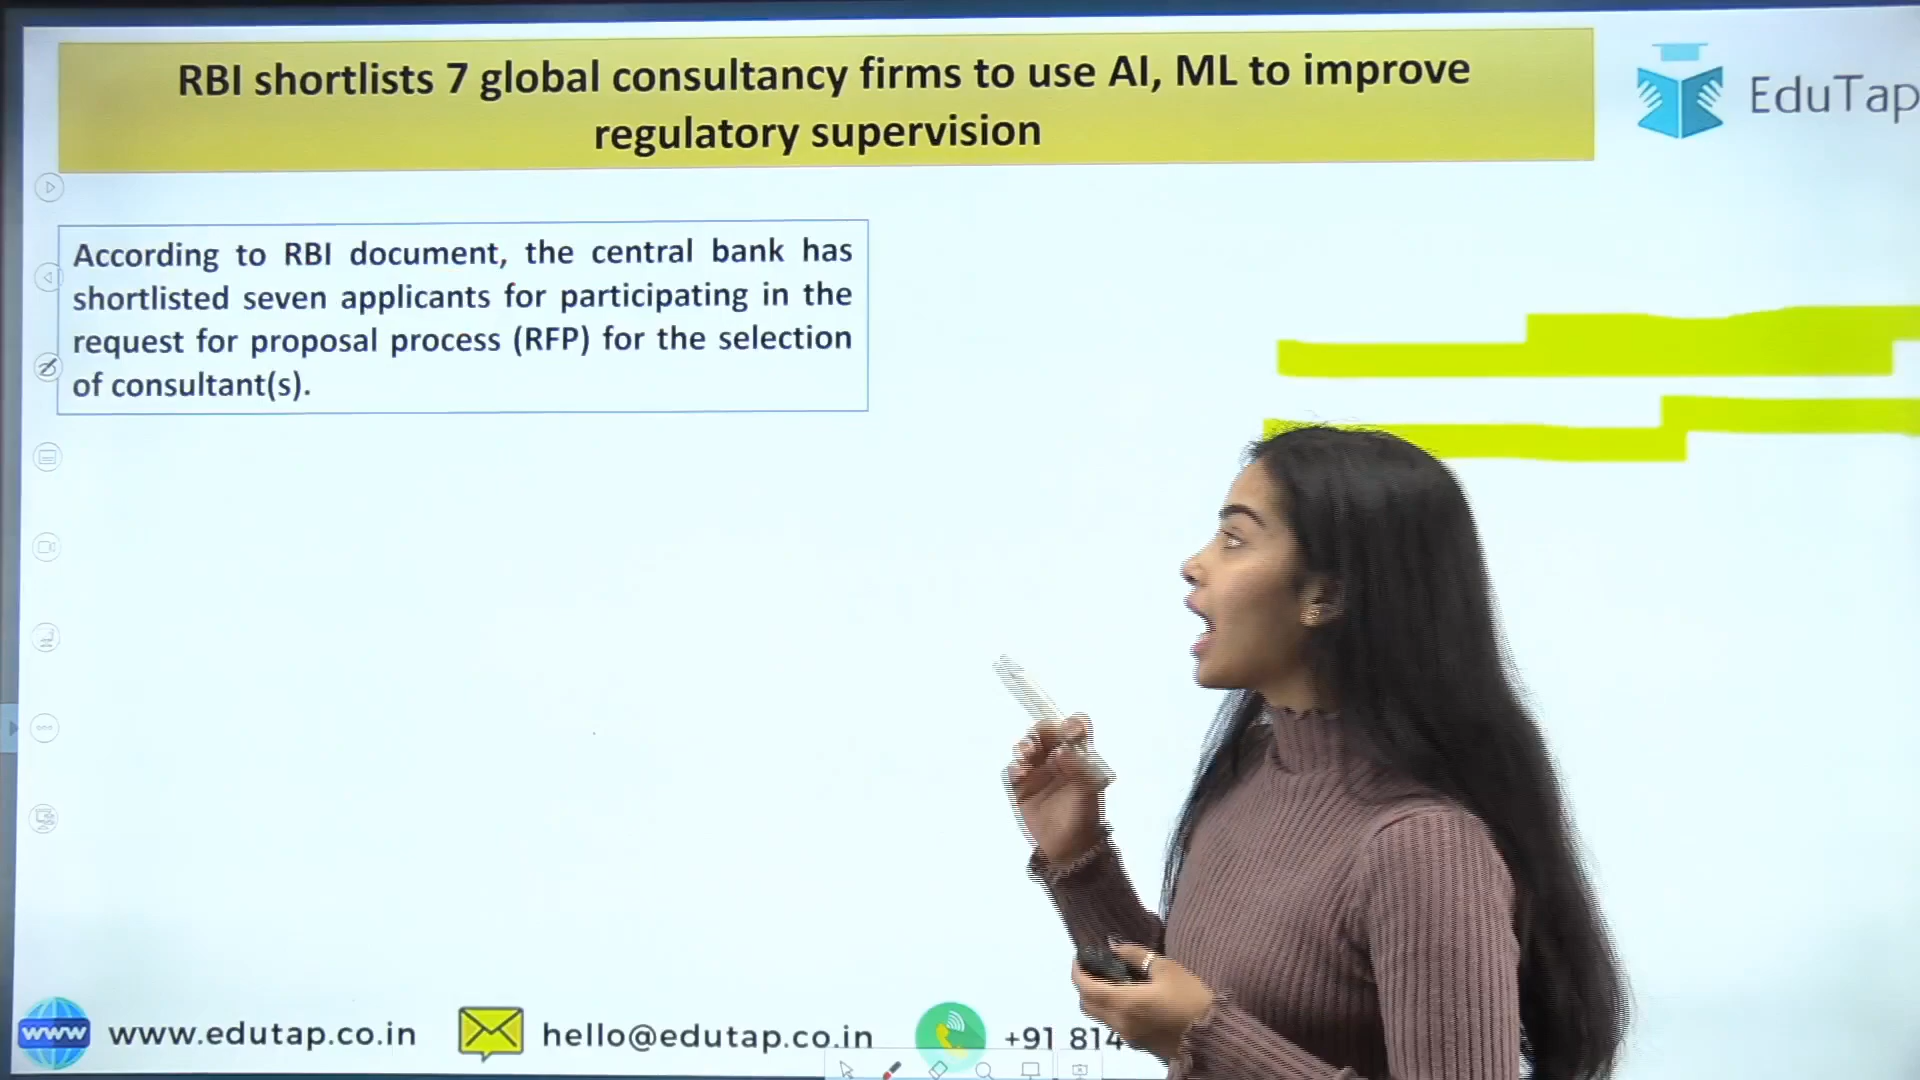 RBI shortlists 7 global consultancy firms to use AI, ML to improve
regulatory supervision
EduTap
According to RBI document, the central bank has
shortlisted seven applicants for participating in the
request for proposal process (RFP) for the selection
of consultant(s).
www www.edutap.co.in hello@edutap.co.in +91 814